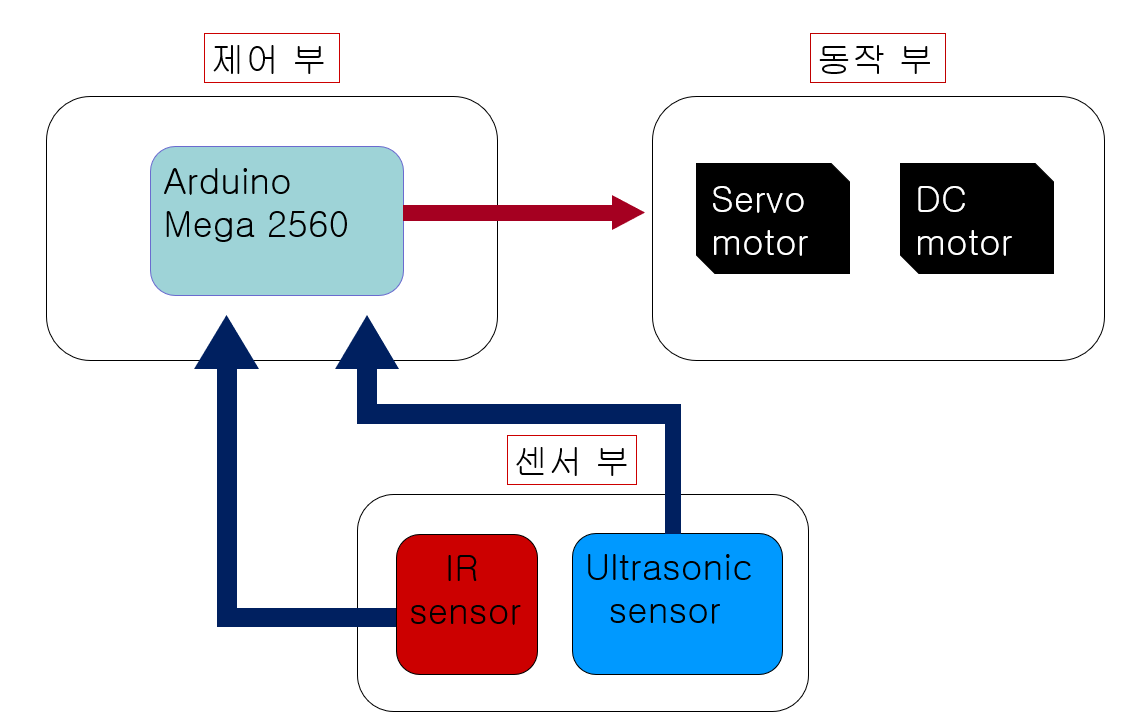 제어 부
동작 부
Arduino
Mega 2560
Servo
motor
DC
motor
센서 부
IR
sensor
Ultrasonic
sensor